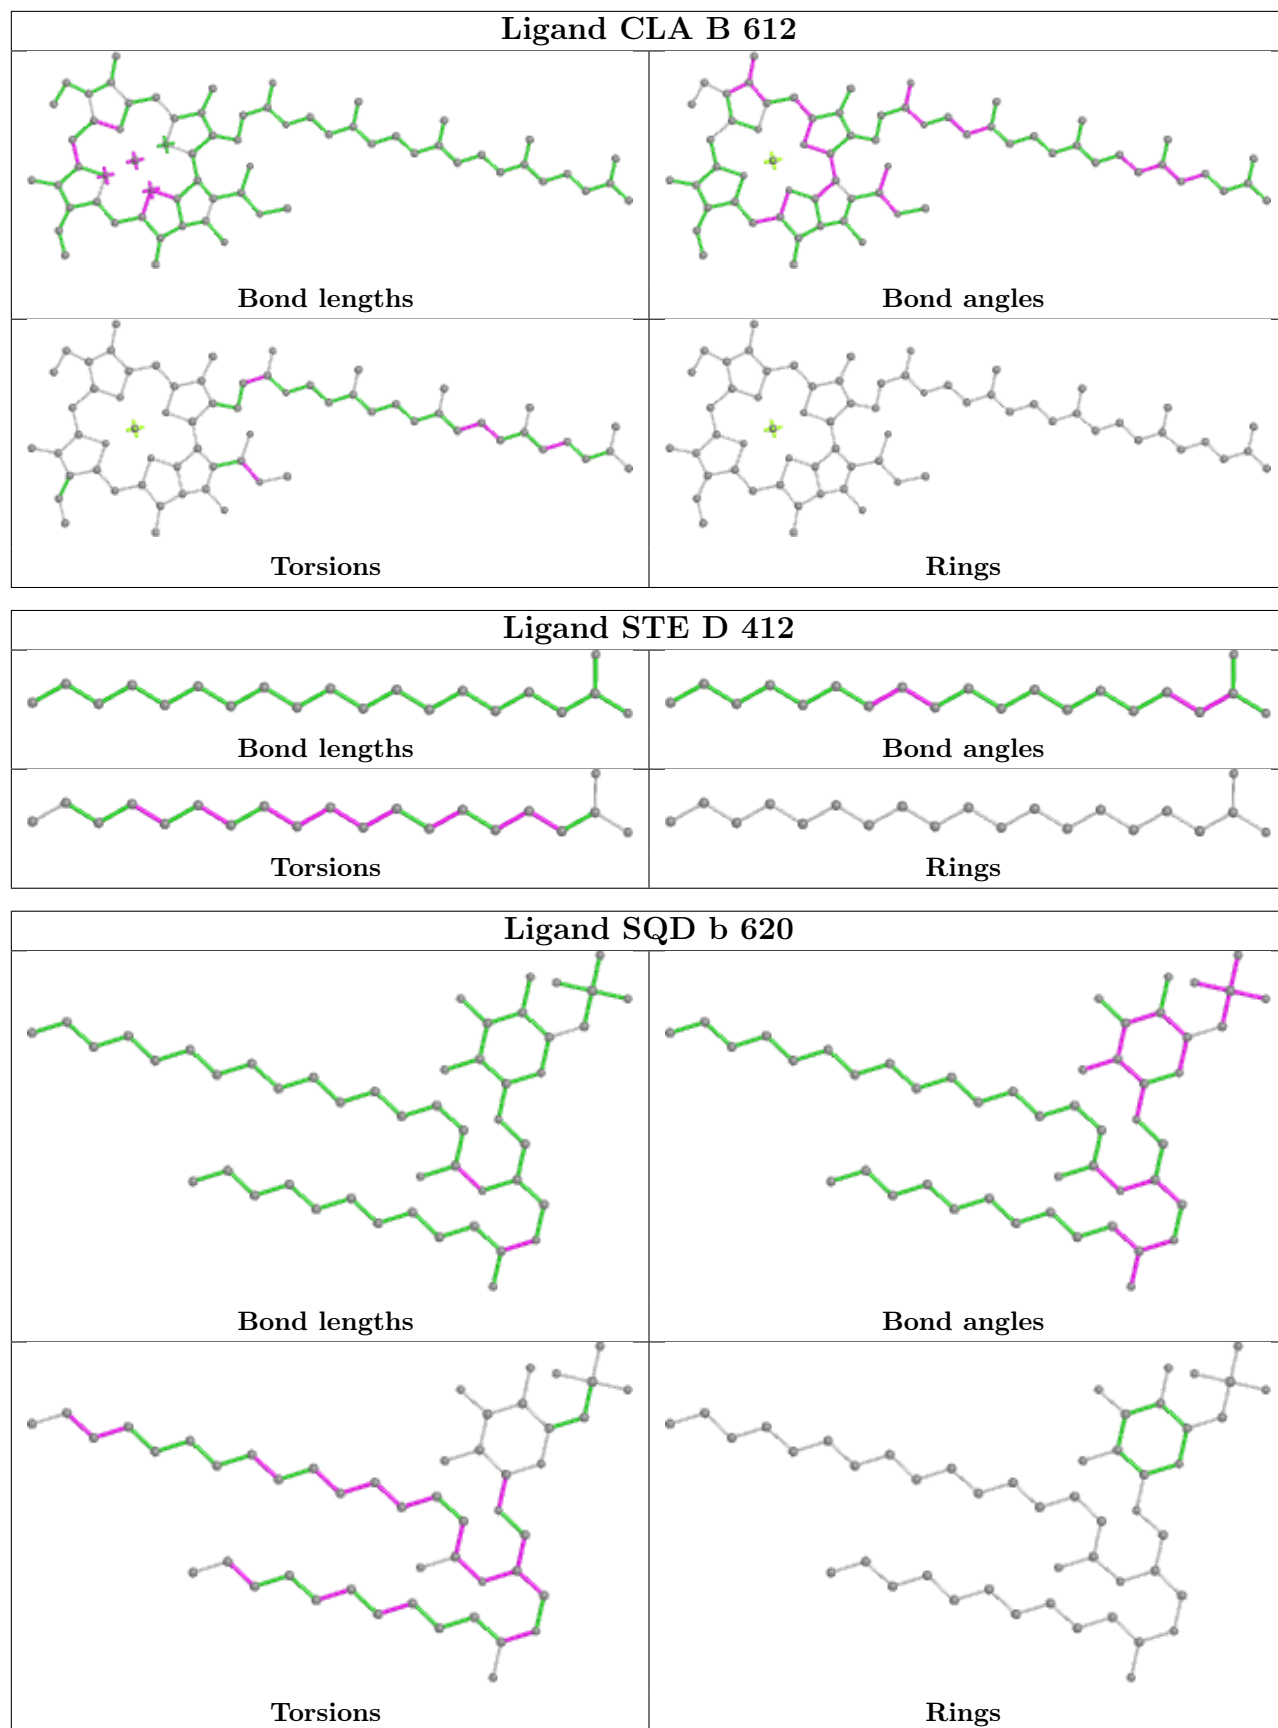 Ligand CLA B 612
Bond lengths
Bond angles
Torsions
Rings
Ligand STE D 412
Bond lengths
Bond angles
Torsions
Rings
Ligand SQD b 620
Bond lengths
Bond angles
Torsions
Rings